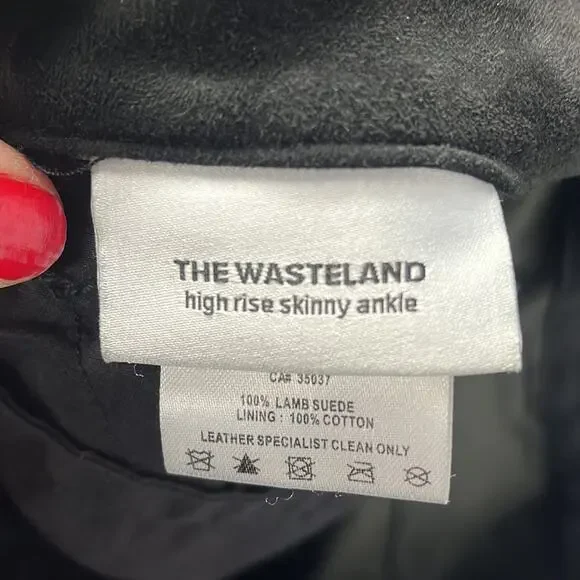 THE WASTELAND
high rise skinny ankle
CA# 35037
100% LAMB SUEDE
LINING : 100% COTTON
LEATHER SPECIALIST CLEAN ONLY